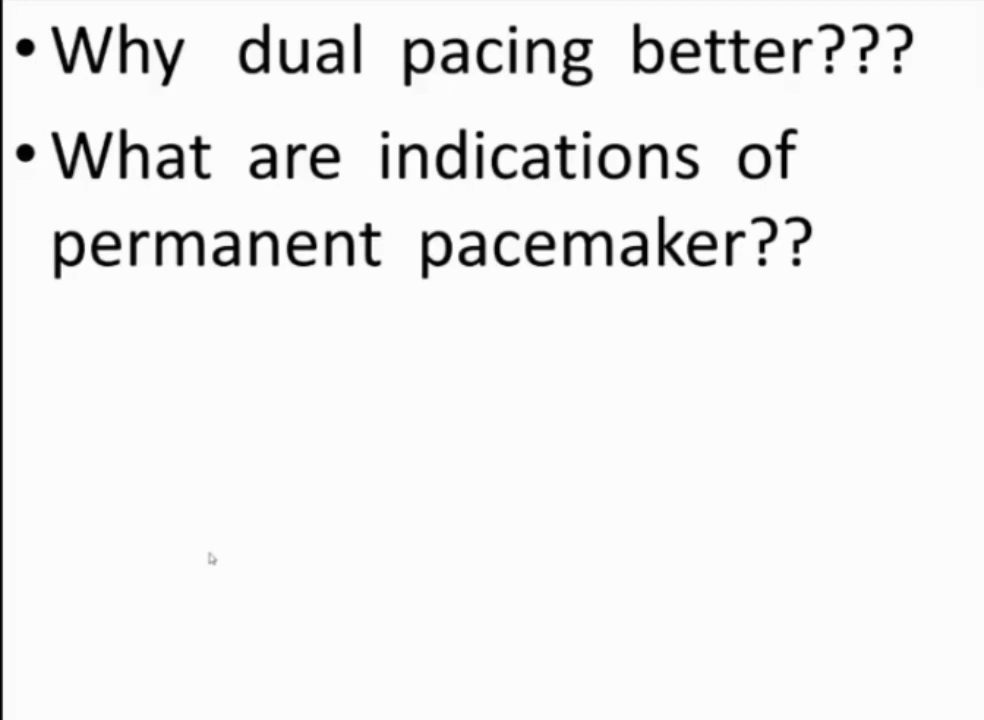 • Why dual pacing better???
• What are indications of
permanent pacemaker??